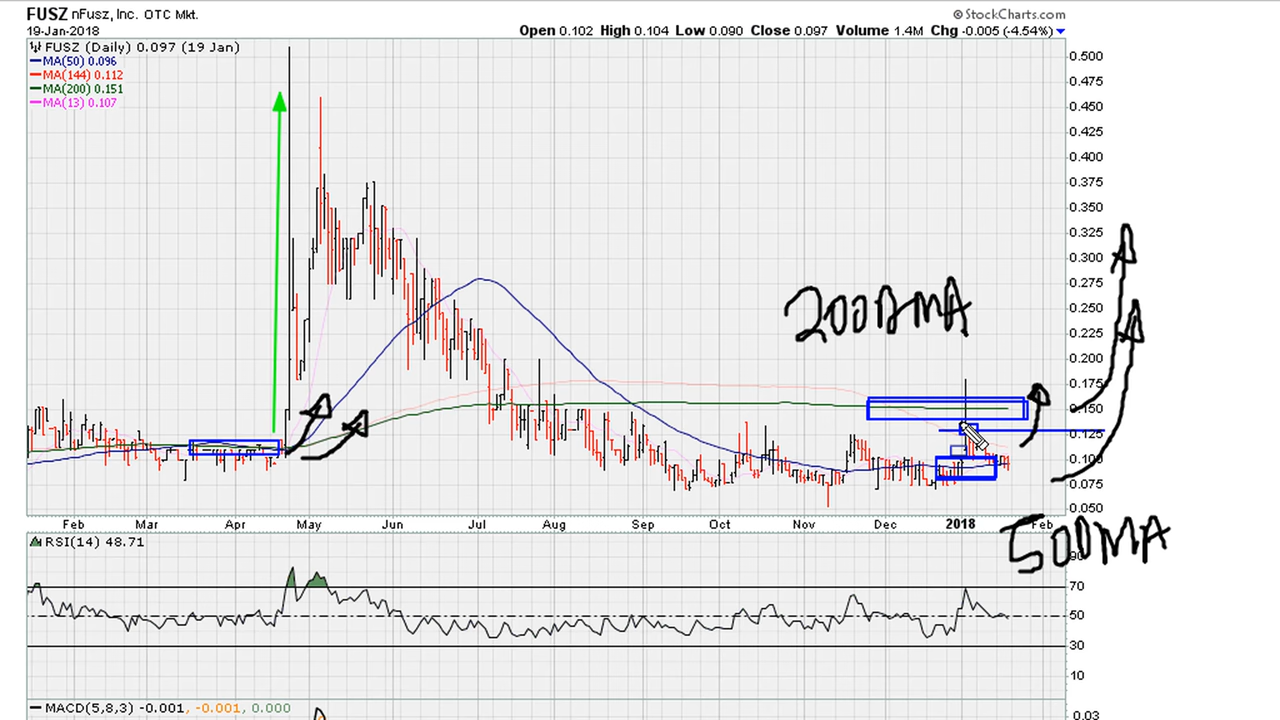 FUSZ nFusz, Inc. OTC Mkt.
© StockCharts.com
19-Jan-2018
Open 0.102 High 0.104 Low 0.090 Close 0.097 Volume 1.4M Chg -0.005 (-4.54%)
FUSZ (Daily) 0.097 (19 Jan)
MA(50) 0.096
MA(144) 0.112
MA(200) 0.151
MA(13) 0.107
0.500
0.475
0.450
0.425
0.400
0.375
0.350
0.325
0.300
0.275
0.250
0.225
0.200
0.175
0.150
0.125
0.100
0.075
0.050
200DMA
Feb Mar Apr May Jun Jul Aug Sep Oct Nov Dec 2018 Feb
50DMA
RSI(14) 48.71
90
70
50
30
10
MACD(5,8,3) -0.001, -0.001, 0.000
0.03